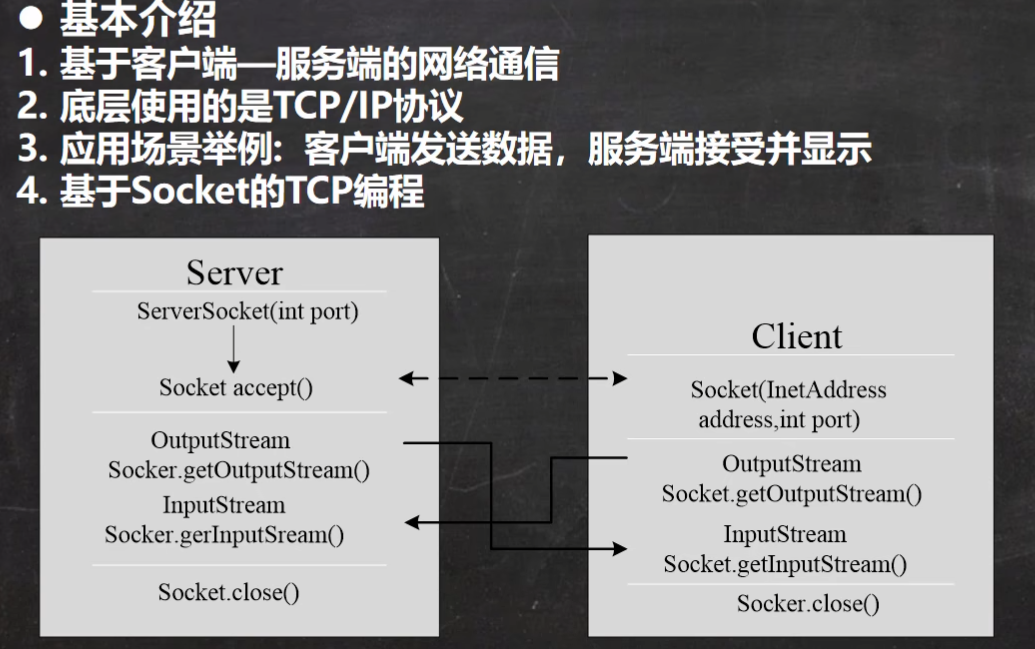 ● 基本介绍
1. 基于客户端—服务端的网络通信
2. 底层使用的是TCP/IP协议
3. 应用场景举例：客户端发送数据，服务端接受并显示
4. 基于Socket的TCP编程
Server
ServerSocket(int port)
Socket accept()
OutputStream
Socker.getOutputStream()
InputStream
Socker.gerInputSream()
Socket.close()
Client
Socket(InetAddress
address,int port)
OutputStream
Socket.getOutputStream()
InputStream
Socket.getInputStream()
Socker.close()